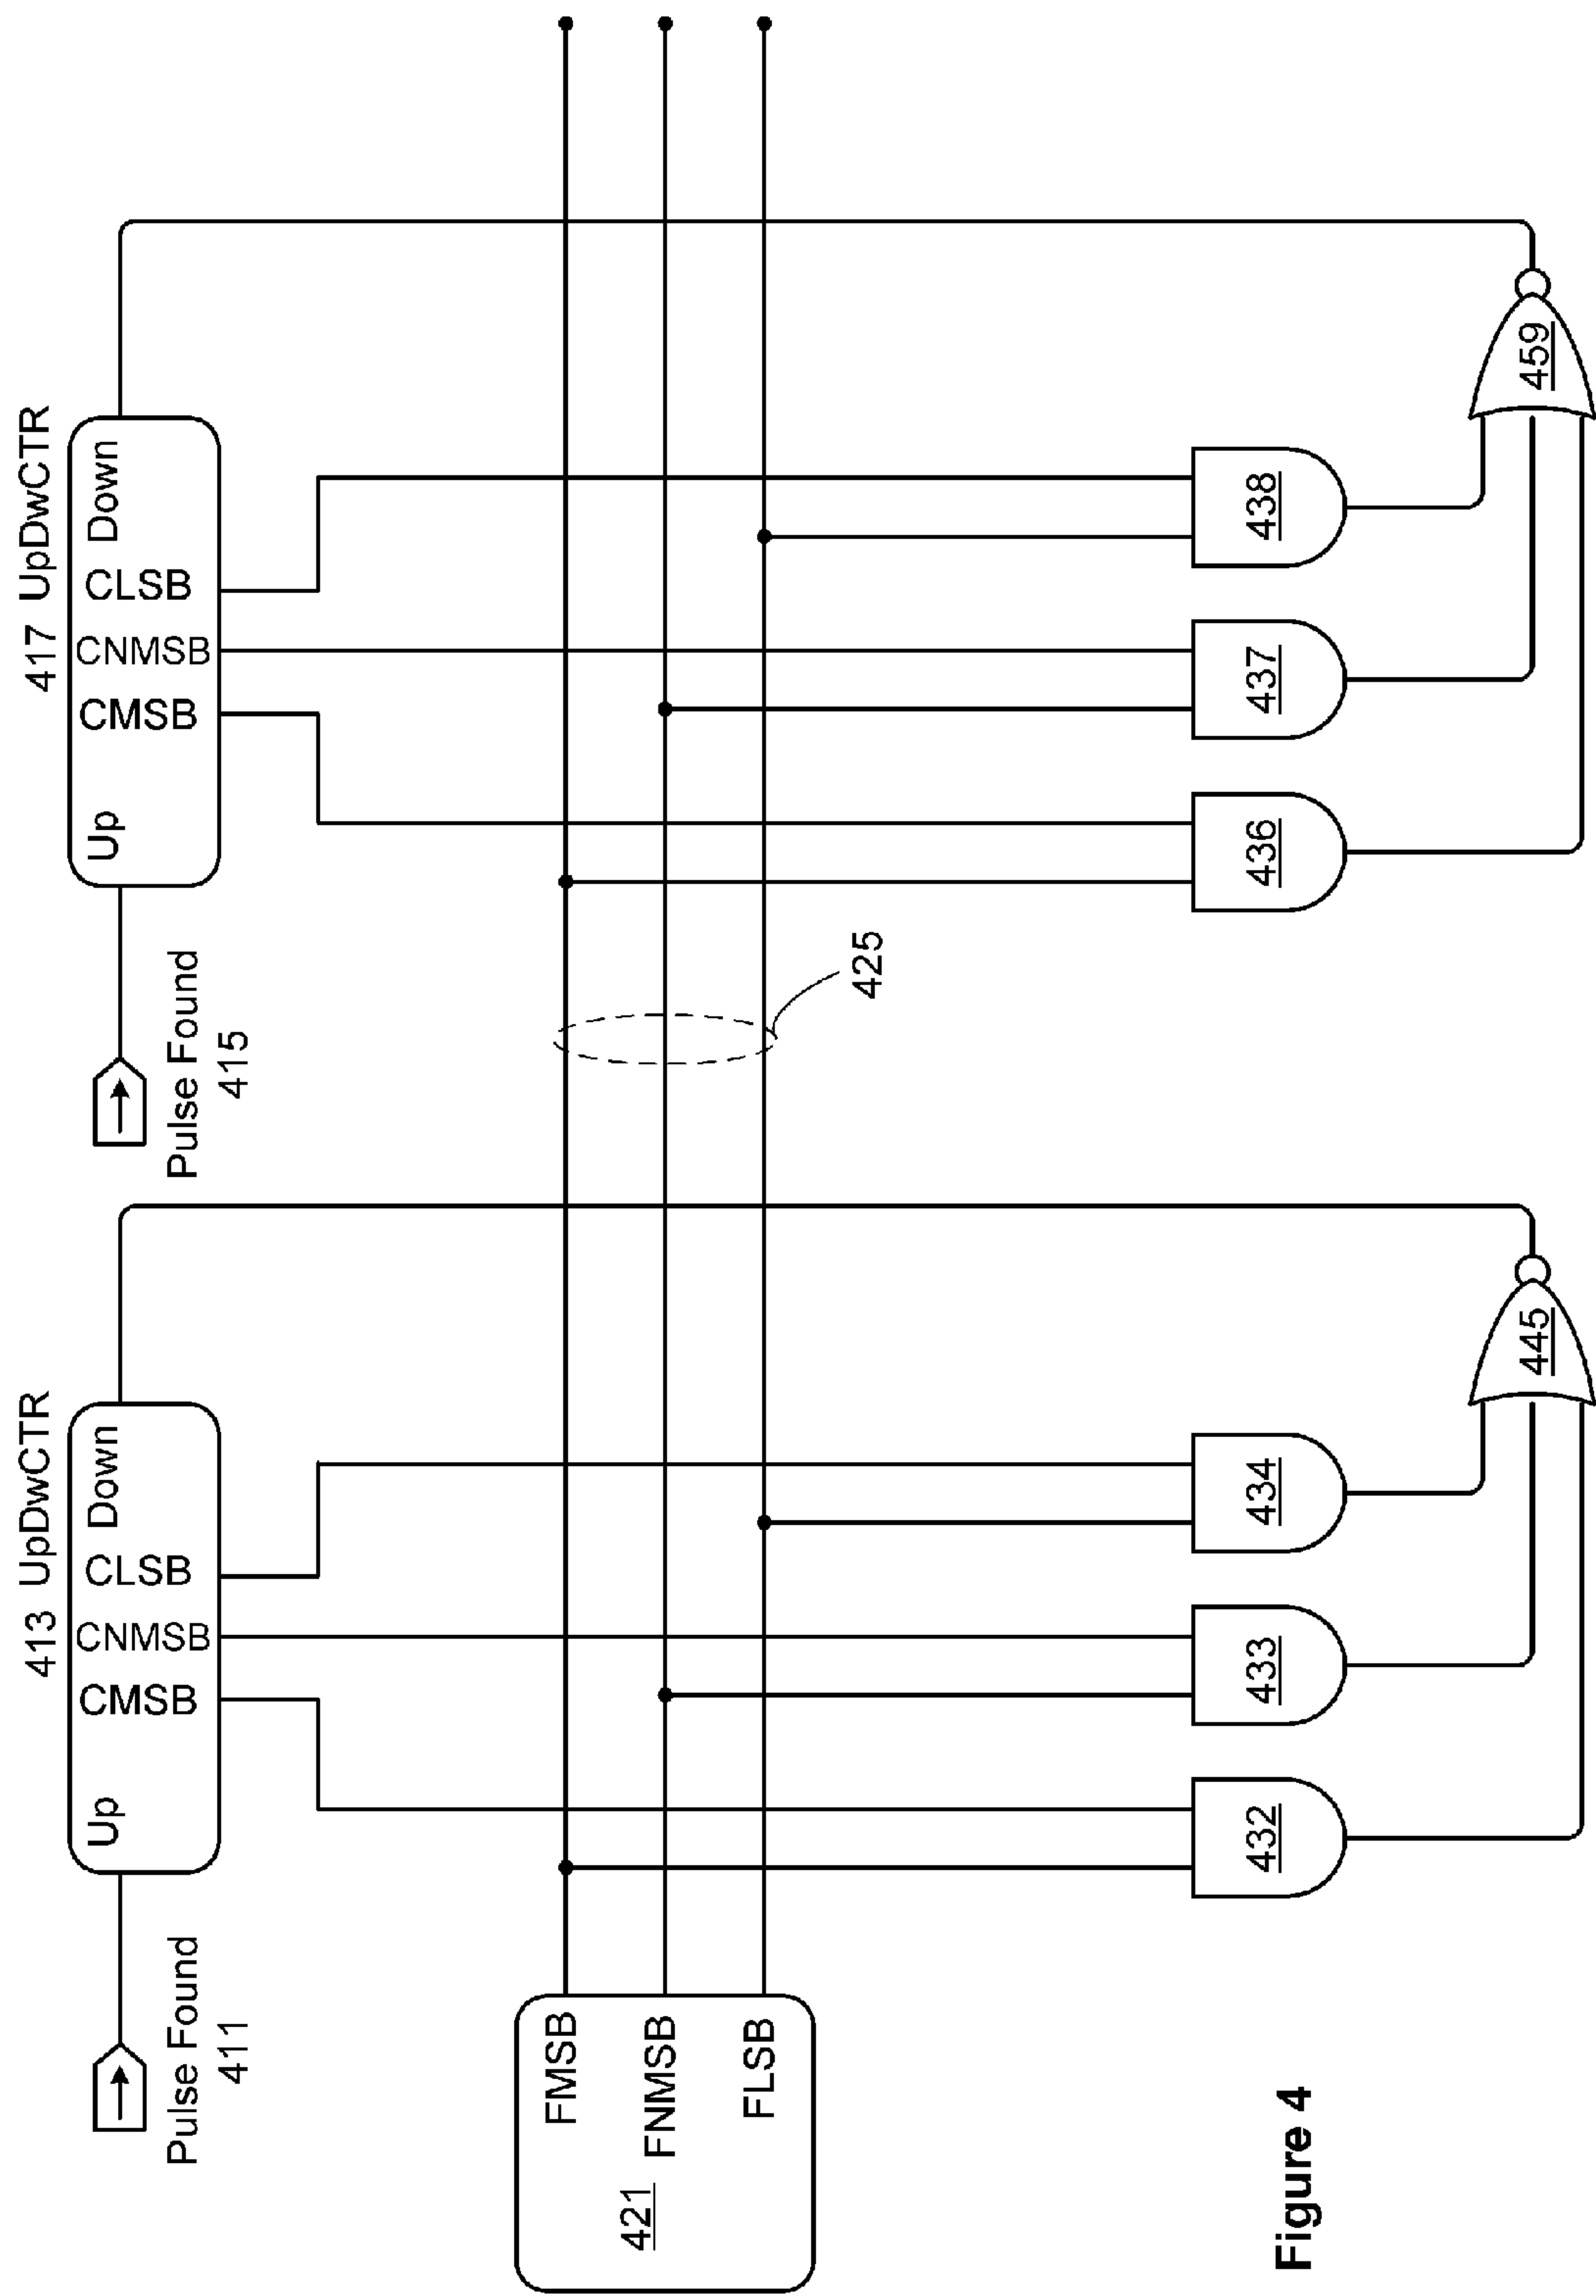 413 UpDwCTR
Up
CMSB
CNMSB
CLSB
Down
Pulse Found
411
417 UpDwCTR
Up
CMSB
CNMSB
CLSB
Down
Pulse Found
415
421
FMSB
FNMSB
FLSB
425
432
433
434
445
436
437
438
459
Figure 4